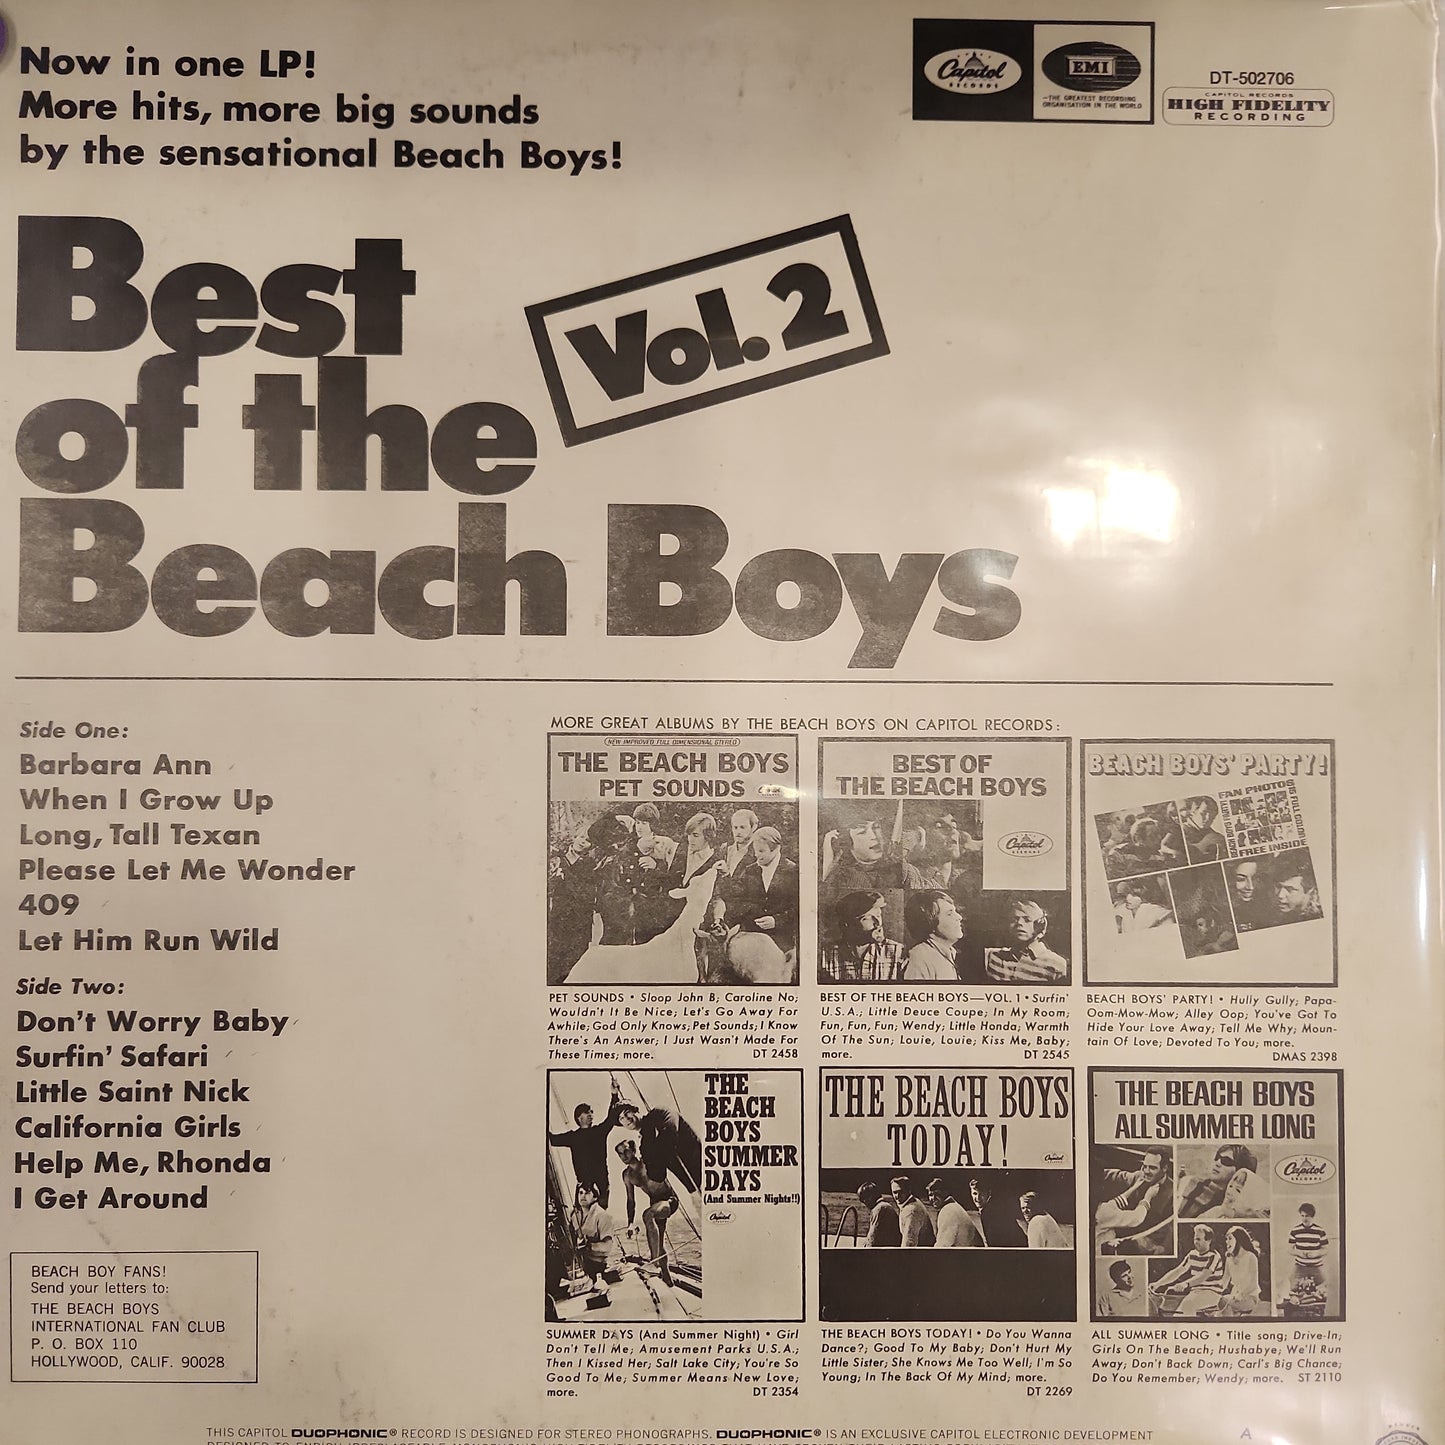 Now in one LP!
More hits, more big sounds
by the sensational Beach Boys!
Capitol
RECORDS
EMI
-THE GREATEST RECORDING
ORGANISATION IN THE WORLD
DT-502706
CAPITOL RECORDS
HIGH FIDELITY
RECORDING
Best
of the
Beach Boys
Vol. 2
Side One:
Barbara Ann
When I Grow Up
Long, Tall Texan
Please Let Me Wonder
409
Let Him Run Wild
Side Two:
Don't Worry Baby
Surfin' Safari
Little Saint Nick
California Girls
Help Me, Rhonda
I Get Around
BEACH BOY FANS!
Send your letters to:
THE BEACH BOYS
INTERNATIONAL FAN CLUB
P. O. BOX 110
HOLLYWOOD, CALIF. 90028
MORE GREAT ALBUMS BY THE BEACH BOYS ON CAPITOL RECORDS:
(NEW IMPROVED FULL DIMENSIONAL STEREO)
THE BEACH BOYS
PET SOUNDS
PET SOUNDS • Sloop John B; Caroline No;
Wouldn't It Be Nice; Let's Go Away For
Awhile; God Only Knows; Pet Sounds; I Know
There's An Answer; I Just Wasn't Made For
These Times; more. DT 2458
BEST OF
THE BEACH BOYS
Capitol
RECORDS
BEST OF THE BEACH BOYS—VOL. 1 • Surfin'
U.S.A.; Little Deuce Coupe; In My Room;
Fun, Fun, Fun; Wendy; Little Honda; Warmth
Of The Sun; Louie, Louie; Kiss Me, Baby;
more. DT 2545
BEACH BOYS' PARTY!
FAN PHOTOS
IN FULL COLOR
FREE INSIDE
BEACH BOYS' PARTY!
BEACH BOYS' PARTY! • Hully Gully; Papa-
Oom-Mow-Mow; Alley Oop; You've Got To
Hide Your Love Away; Tell Me Why; Moun-
tain Of Love; Devoted To You; more.
DMAS 2398
THE
BEACH
BOYS
SUMMER
DAYS
(And Summer Nights!!)
Capitol
SUMMER DAYS (And Summer Night) • Girl
Don't Tell Me; Amusement Parks U.S.A.;
Then I Kissed Her; Salt Lake City; You're So
Good To Me; Summer Means New Love;
more. DT 2354
THE BEACH BOYS
TODAY!
Capitol
THE BEACH BOYS TODAY! • Do You Wanna
Dance?; Good To My Baby; Don't Hurt My
Little Sister; She Knows Me Too Well; I'm So
Young; In The Back Of My Mind; more.
DT 2269
THE BEACH BOYS
ALL SUMMER LONG
Capitol
RECORDS
ALL SUMMER LONG • Title song; Drive-In;
Girls On The Beach; Hushabye; We'll Run
Away; Don't Back Down; Carl's Big Chance;
Do You Remember; Wendy; more. ST 2110
THIS CAPITOL DUOPHONIC® RECORD IS DESIGNED FOR STEREO PHONOGRAPHS. DUOPHONIC® IS AN EXCLUSIVE CAPITOL ELECTRONIC DEVELOPMENT
A